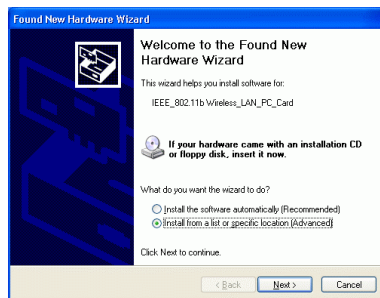 Found New Hardware Wizard
Welcome to the Found New
Hardware Wizard
This wizard helps you install software for:
IEEE_802.11b Wireless_LAN_PC_Card
If your hardware came with an installation CD
or floppy disk, insert it now.
What do you want the wizard to do?
Install the software automatically (Recommended)
Install from a list or specific location (Advanced)
Click Next to continue.
< Back Next > Cancel